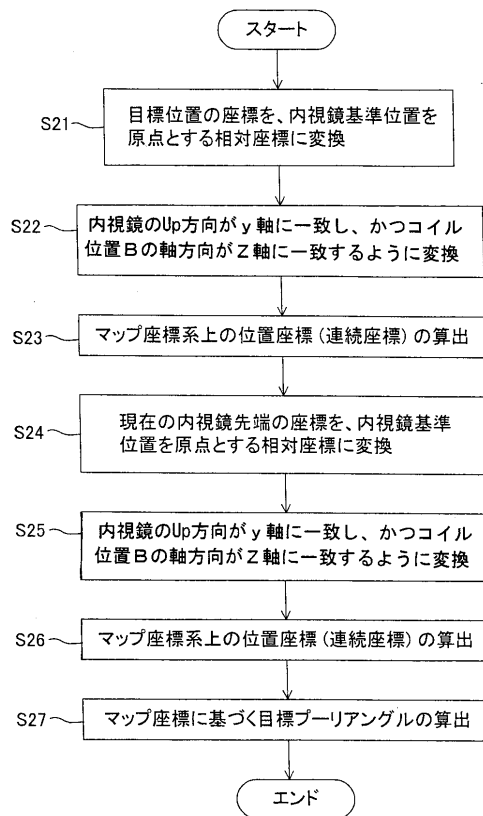 スタート
S21
目標位置の座標を、内視鏡基準位置を
原点とする相対座標に変換
S22
内視鏡のUp方向がy軸に一致し、かつコイル
位置Bの軸方向がZ軸に一致するように変換
S23
マップ座標系上の位置座標(連続座標)の算出
S24
現在の内視鏡先端の座標を、内視鏡基準
位置を原点とする相対座標に変換
S25
内視鏡のUp方向がy軸に一致し、かつコイル
位置Bの軸方向がZ軸に一致するように変換
S26
マップ座標系上の位置座標(連続座標)の算出
S27
マップ座標に基づく目標プーリアングルの算出
エンド